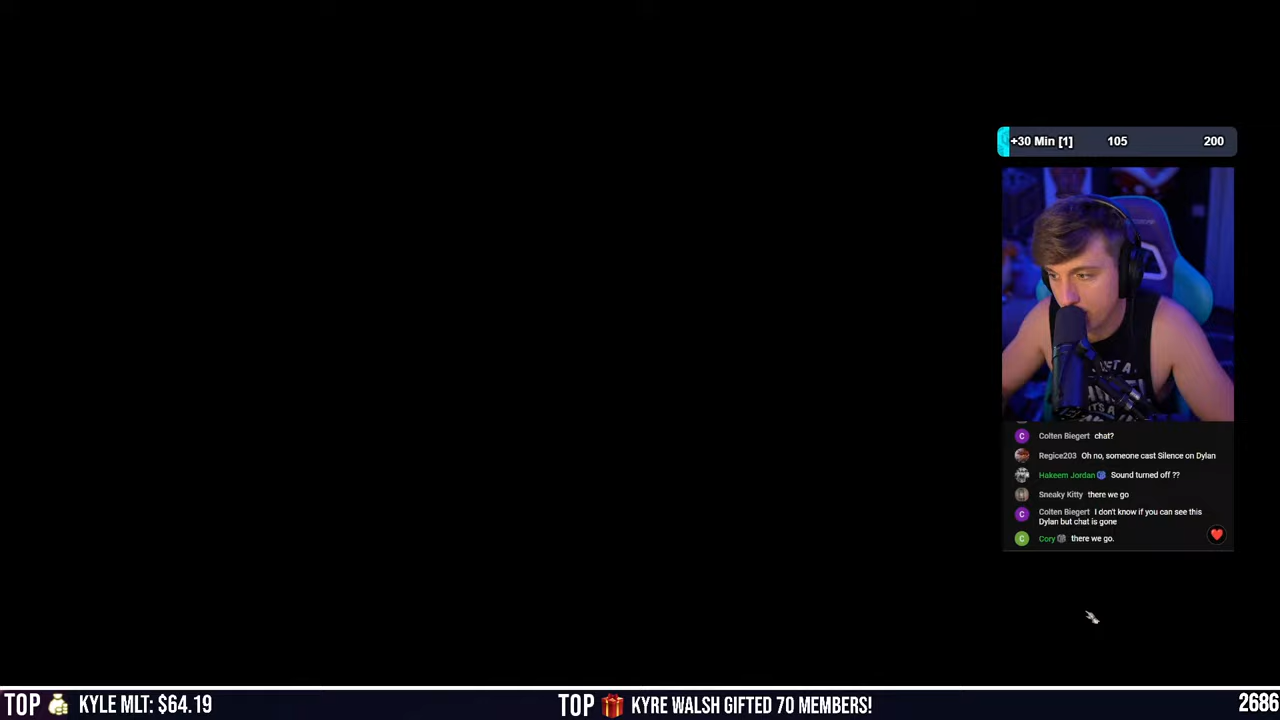 +30 Min [1] 105 200
Colten Biegert chat?
Regice203 Oh no, someone cast Silence on Dylan
Hakeem Jordan Sound turned off ??
Sneaky Kitty there we go
Colten Biegert I don't know if you can see this
Dylan but chat is gone
Cory there we go.
TOP KYLE MLT: $64.19 TOP KYRE WALSH GIFTED 70 MEMBERS! 2686